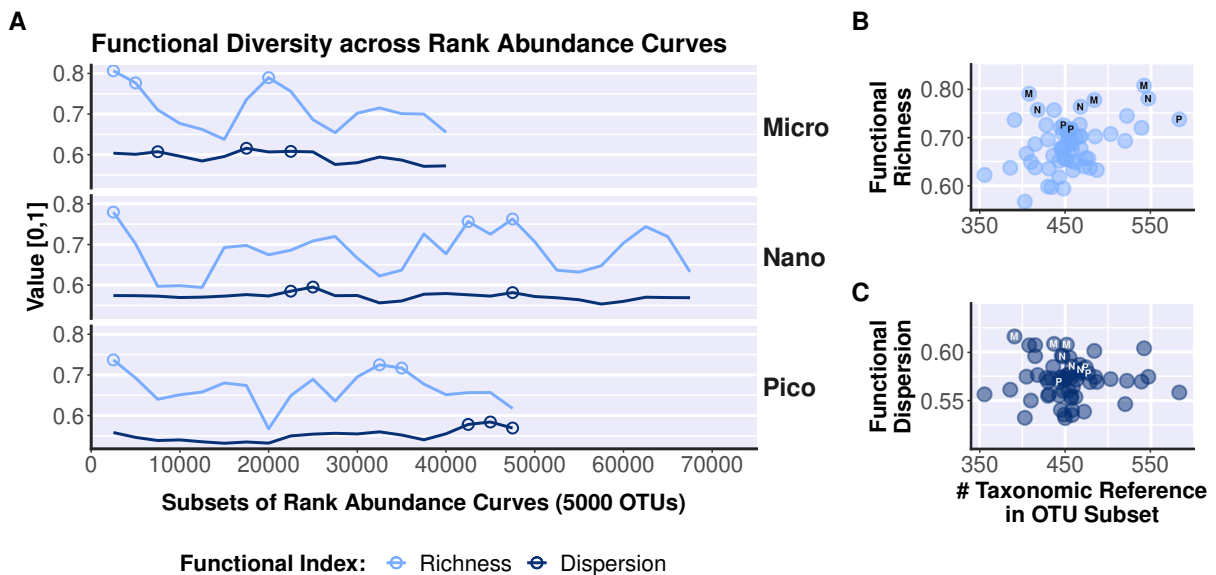 A
Functional Diversity across Rank Abundance Curves
Value [0,1]
0.8
0.7
0.6
Micro
0.8
0.7
0.6
Nano
0.8
0.7
0.6
Pico
0 10000 20000 30000 40000 50000 60000 70000
Subsets of Rank Abundance Curves (5000 OTUs)
Functional Index: Richness Dispersion
B
Functional
Richness
0.80
0.70
0.60
M M
N N M N
P P P
350 450 550
C
Functional
Dispersion
0.60
0.55
M M M
N N N P
P P
350 450 550
# Taxonomic Reference
in OTU Subset